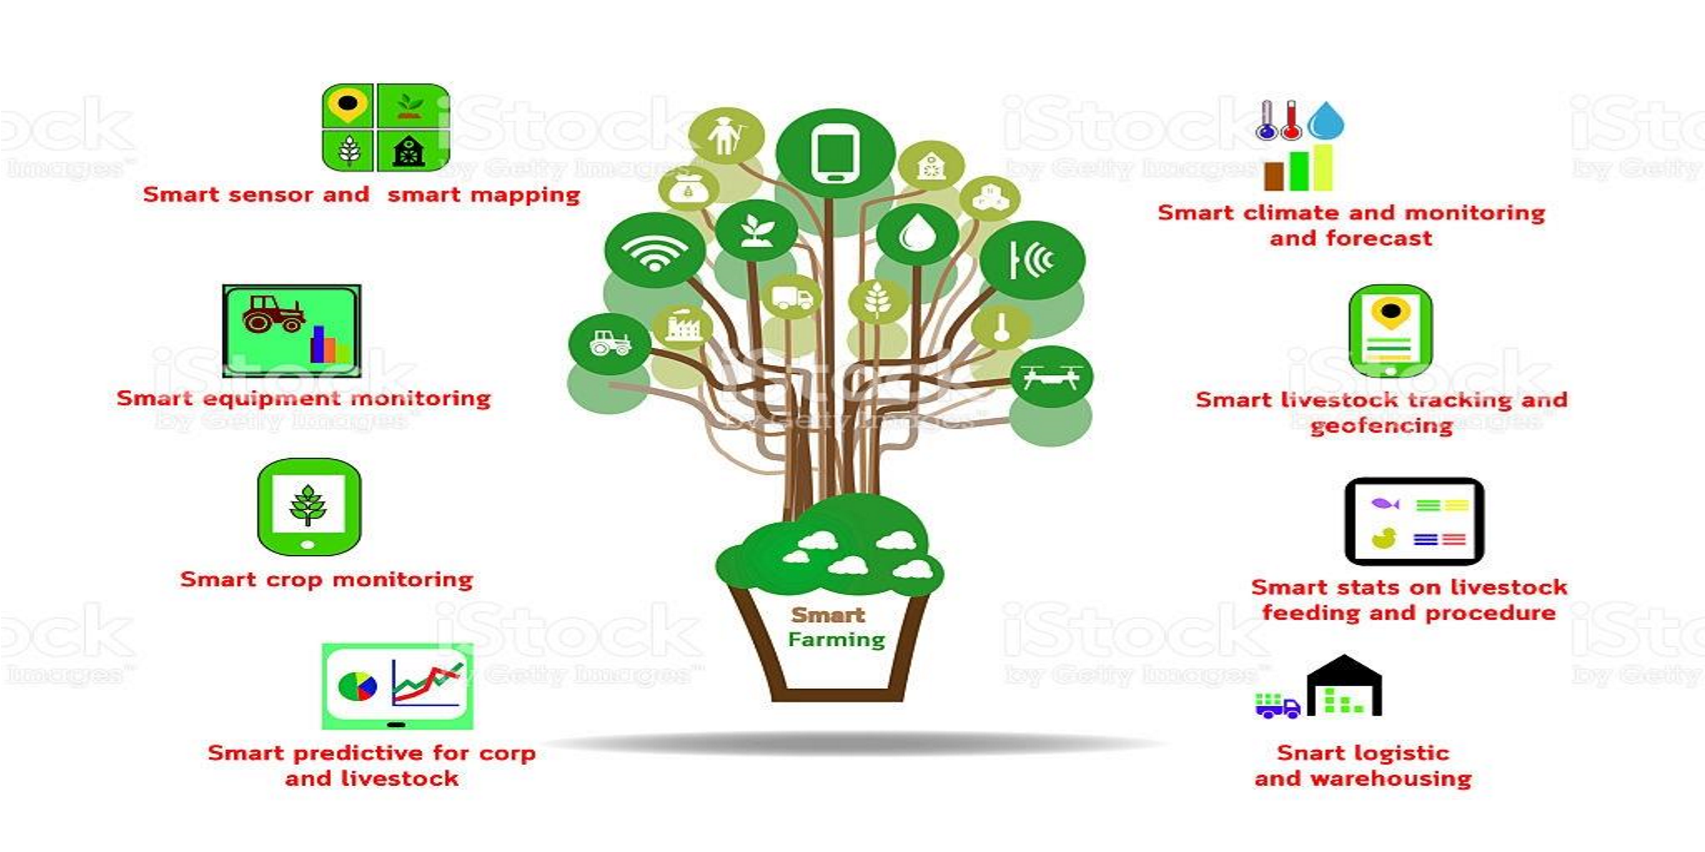 Smart sensor and smart mapping
Smart equipment monitoring
Smart crop monitoring
Smart predictive for corp
and livestock
Smart
Farming
Smart climate and monitoring
and forecast
Smart livestock tracking and
geofencing
Smart stats on livestock
feeding and procedure
Snart logistic
and warehousing
iStock
by Getty Images™